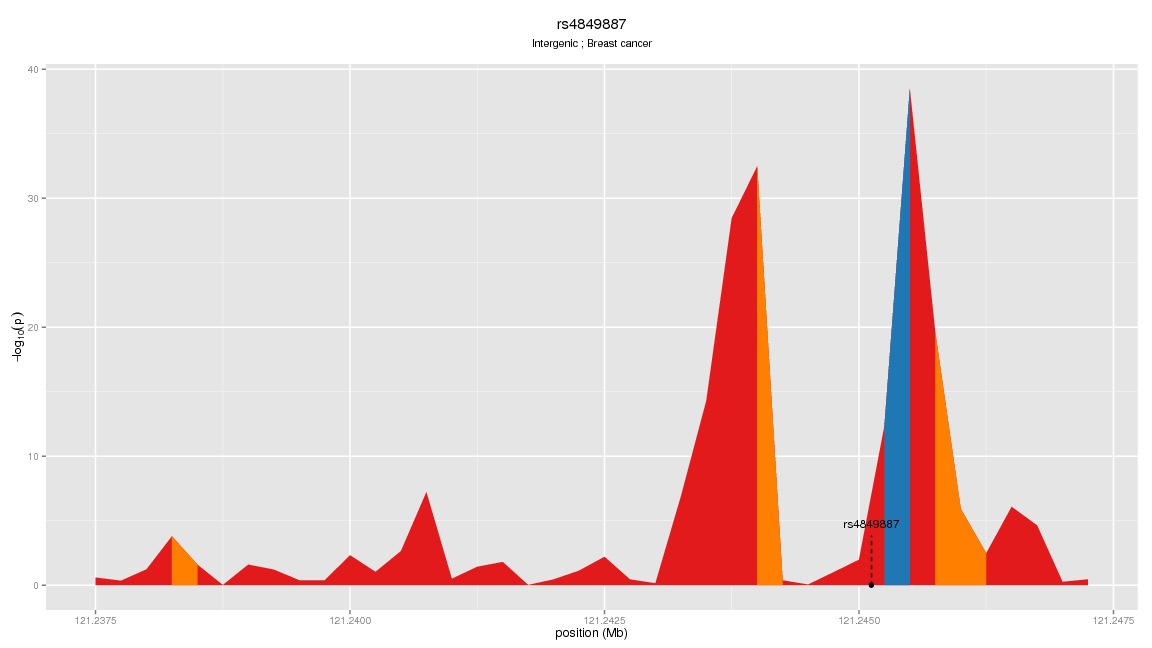 rs4849887
Intergenic ; Breast cancer
40
30
20
10
0
−log₁₀(p)
rs4849887
121.2375 121.2400 121.2425 121.2450 121.2475
position (Mb)